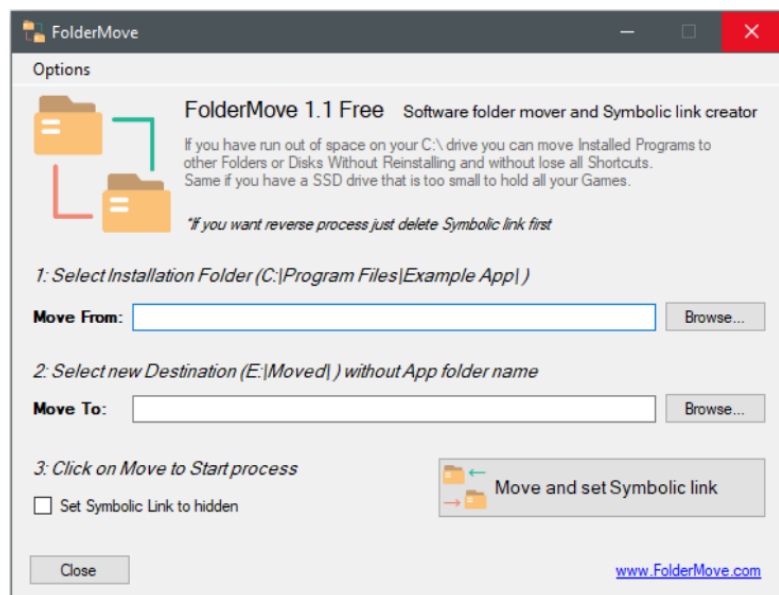 FolderMove
Options
FolderMove 1.1 Free Software folder mover and Symbolic link creator
If you have run out of space on your C:\ drive you can move Installed Programs to
other Folders or Disks Without Reinstalling and without lose all Shortcuts.
Same if you have a SSD drive that is too small to hold all your Games.
*If you want reverse process just delete Symbolic link first
1: Select Installation Folder (C:\Program Files\Example App\ )
Move From: Browse...
2: Select new Destination (E:\Moved\ ) without App folder name
Move To: Browse...
3: Click on Move to Start process
Move and set Symbolic link
Set Symbolic Link to hidden
Close
www.FolderMove.com